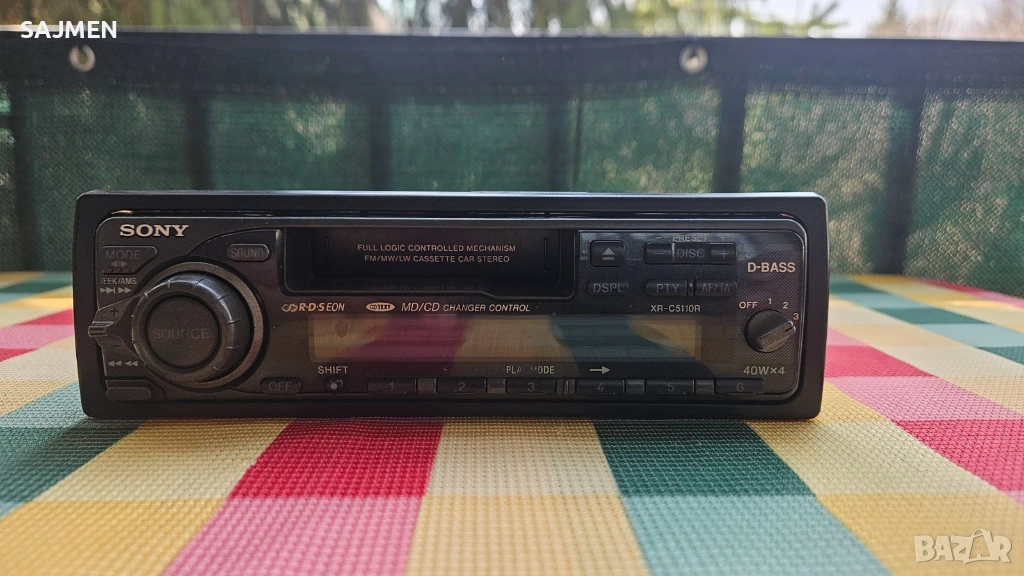 SAJMEN
SONY
MODE
SOUND
SEEK/AMS
SOURCE
OFF
FULL LOGIC CONTROLLED MECHANISM
FM/MW/LW CASSETTE CAR STEREO
R·D·S EON
MD/CD CHANGER CONTROL
PRESET
DISC +
DSPL
PTY
AF/TA
XR-C5110R
D-BASS
OFF 1 2 3
SHIFT
PLAY MODE
1 2 3 4 5 6
40W×4
BAZAR